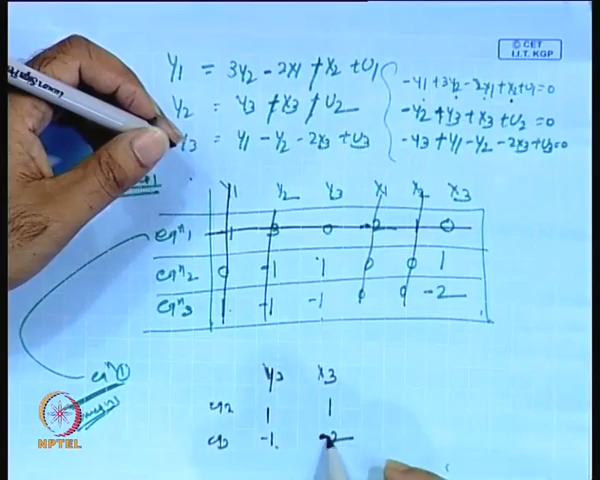 © CET
I.I.T. KGP
Y1 = 3Y2 - 2X1 + X2 + U1
Y2 = Y3 + X3 + U2
Y3 = Y1 - Y2 - 2X3 + U3
-Y1 + 3Y2 - 2X1 + X2 + U1 = 0
-Y2 + Y3 + X3 + U2 = 0
-Y3 + Y1 - Y2 - 2X3 + U3 = 0
Y1 Y2 Y3 X1 X2 X3
eqn1 -1 3 0 -2 1 0
eqn2 0 -1 1 0 0 1
eqn3 1 -1 -1 0 0 -2
eqn ①
Y3 X3
eq2 1 1
eq3 -1 -2
NPTEL